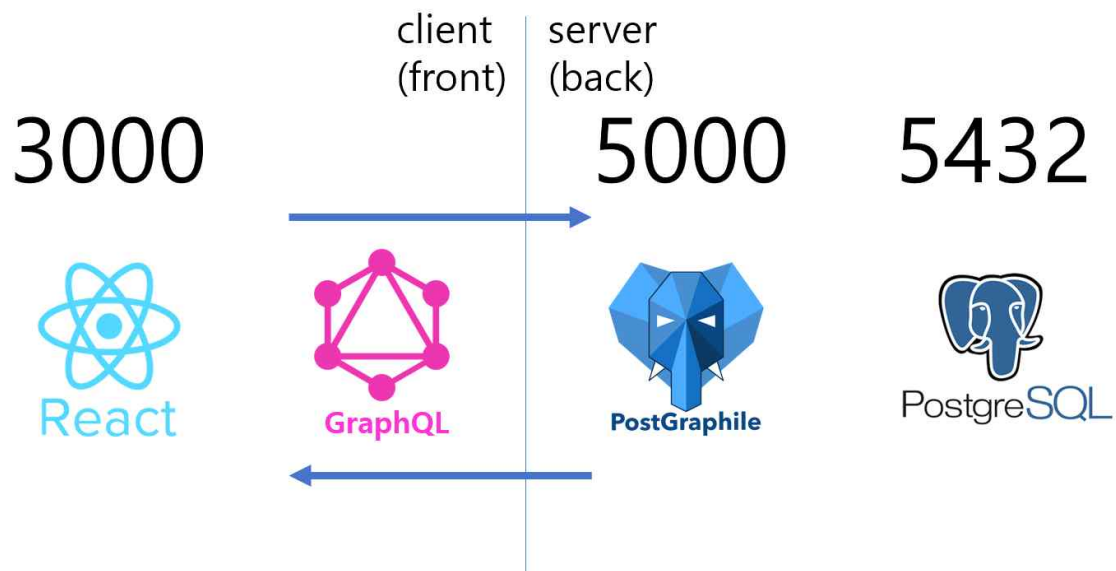 client
(front)
server
(back)
3000
5000
5432
React
GraphQL
PostGraphile
PostgreSQL